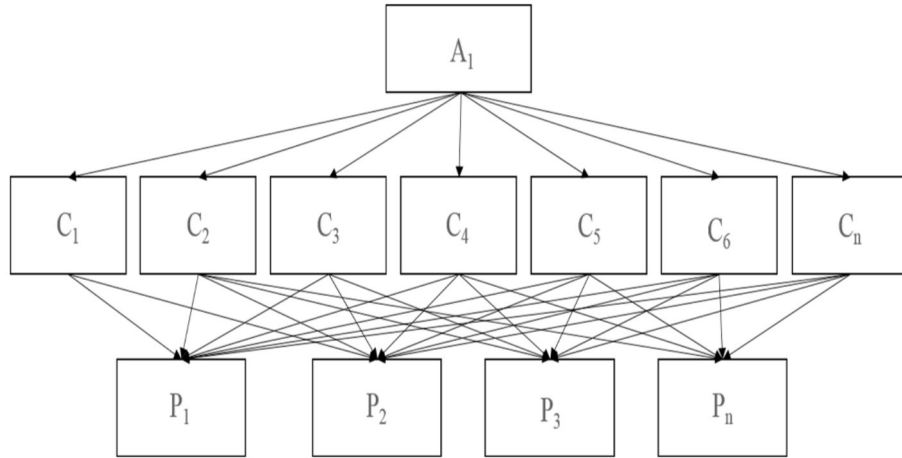 A₁
C₁ C₂ C₃ C₄ C₅ C₆ Cₙ
P₁ P₂ P₃ Pₙ